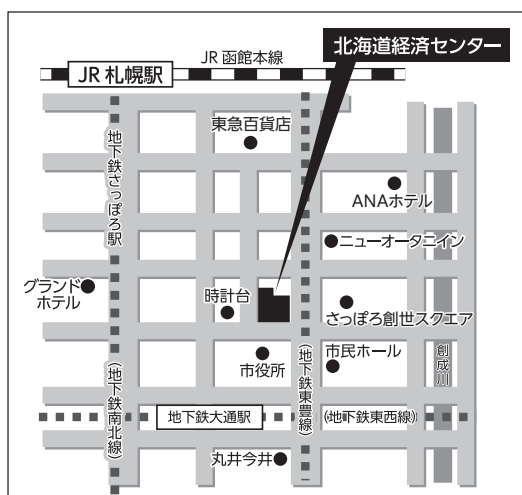 JR 函館本線
北海道経済センター
JR 札幌駅
東急百貨店
地下鉄さっぽろ駅
ANAホテル
ニューオータニイン
グランド
ホテル
時計台
さっぽろ創世スクエア
市役所
市民ホール
創成川
(地下鉄南北線)
地下鉄大通駅
(地下鉄東豊線)
(地下鉄東西線)
丸井今井